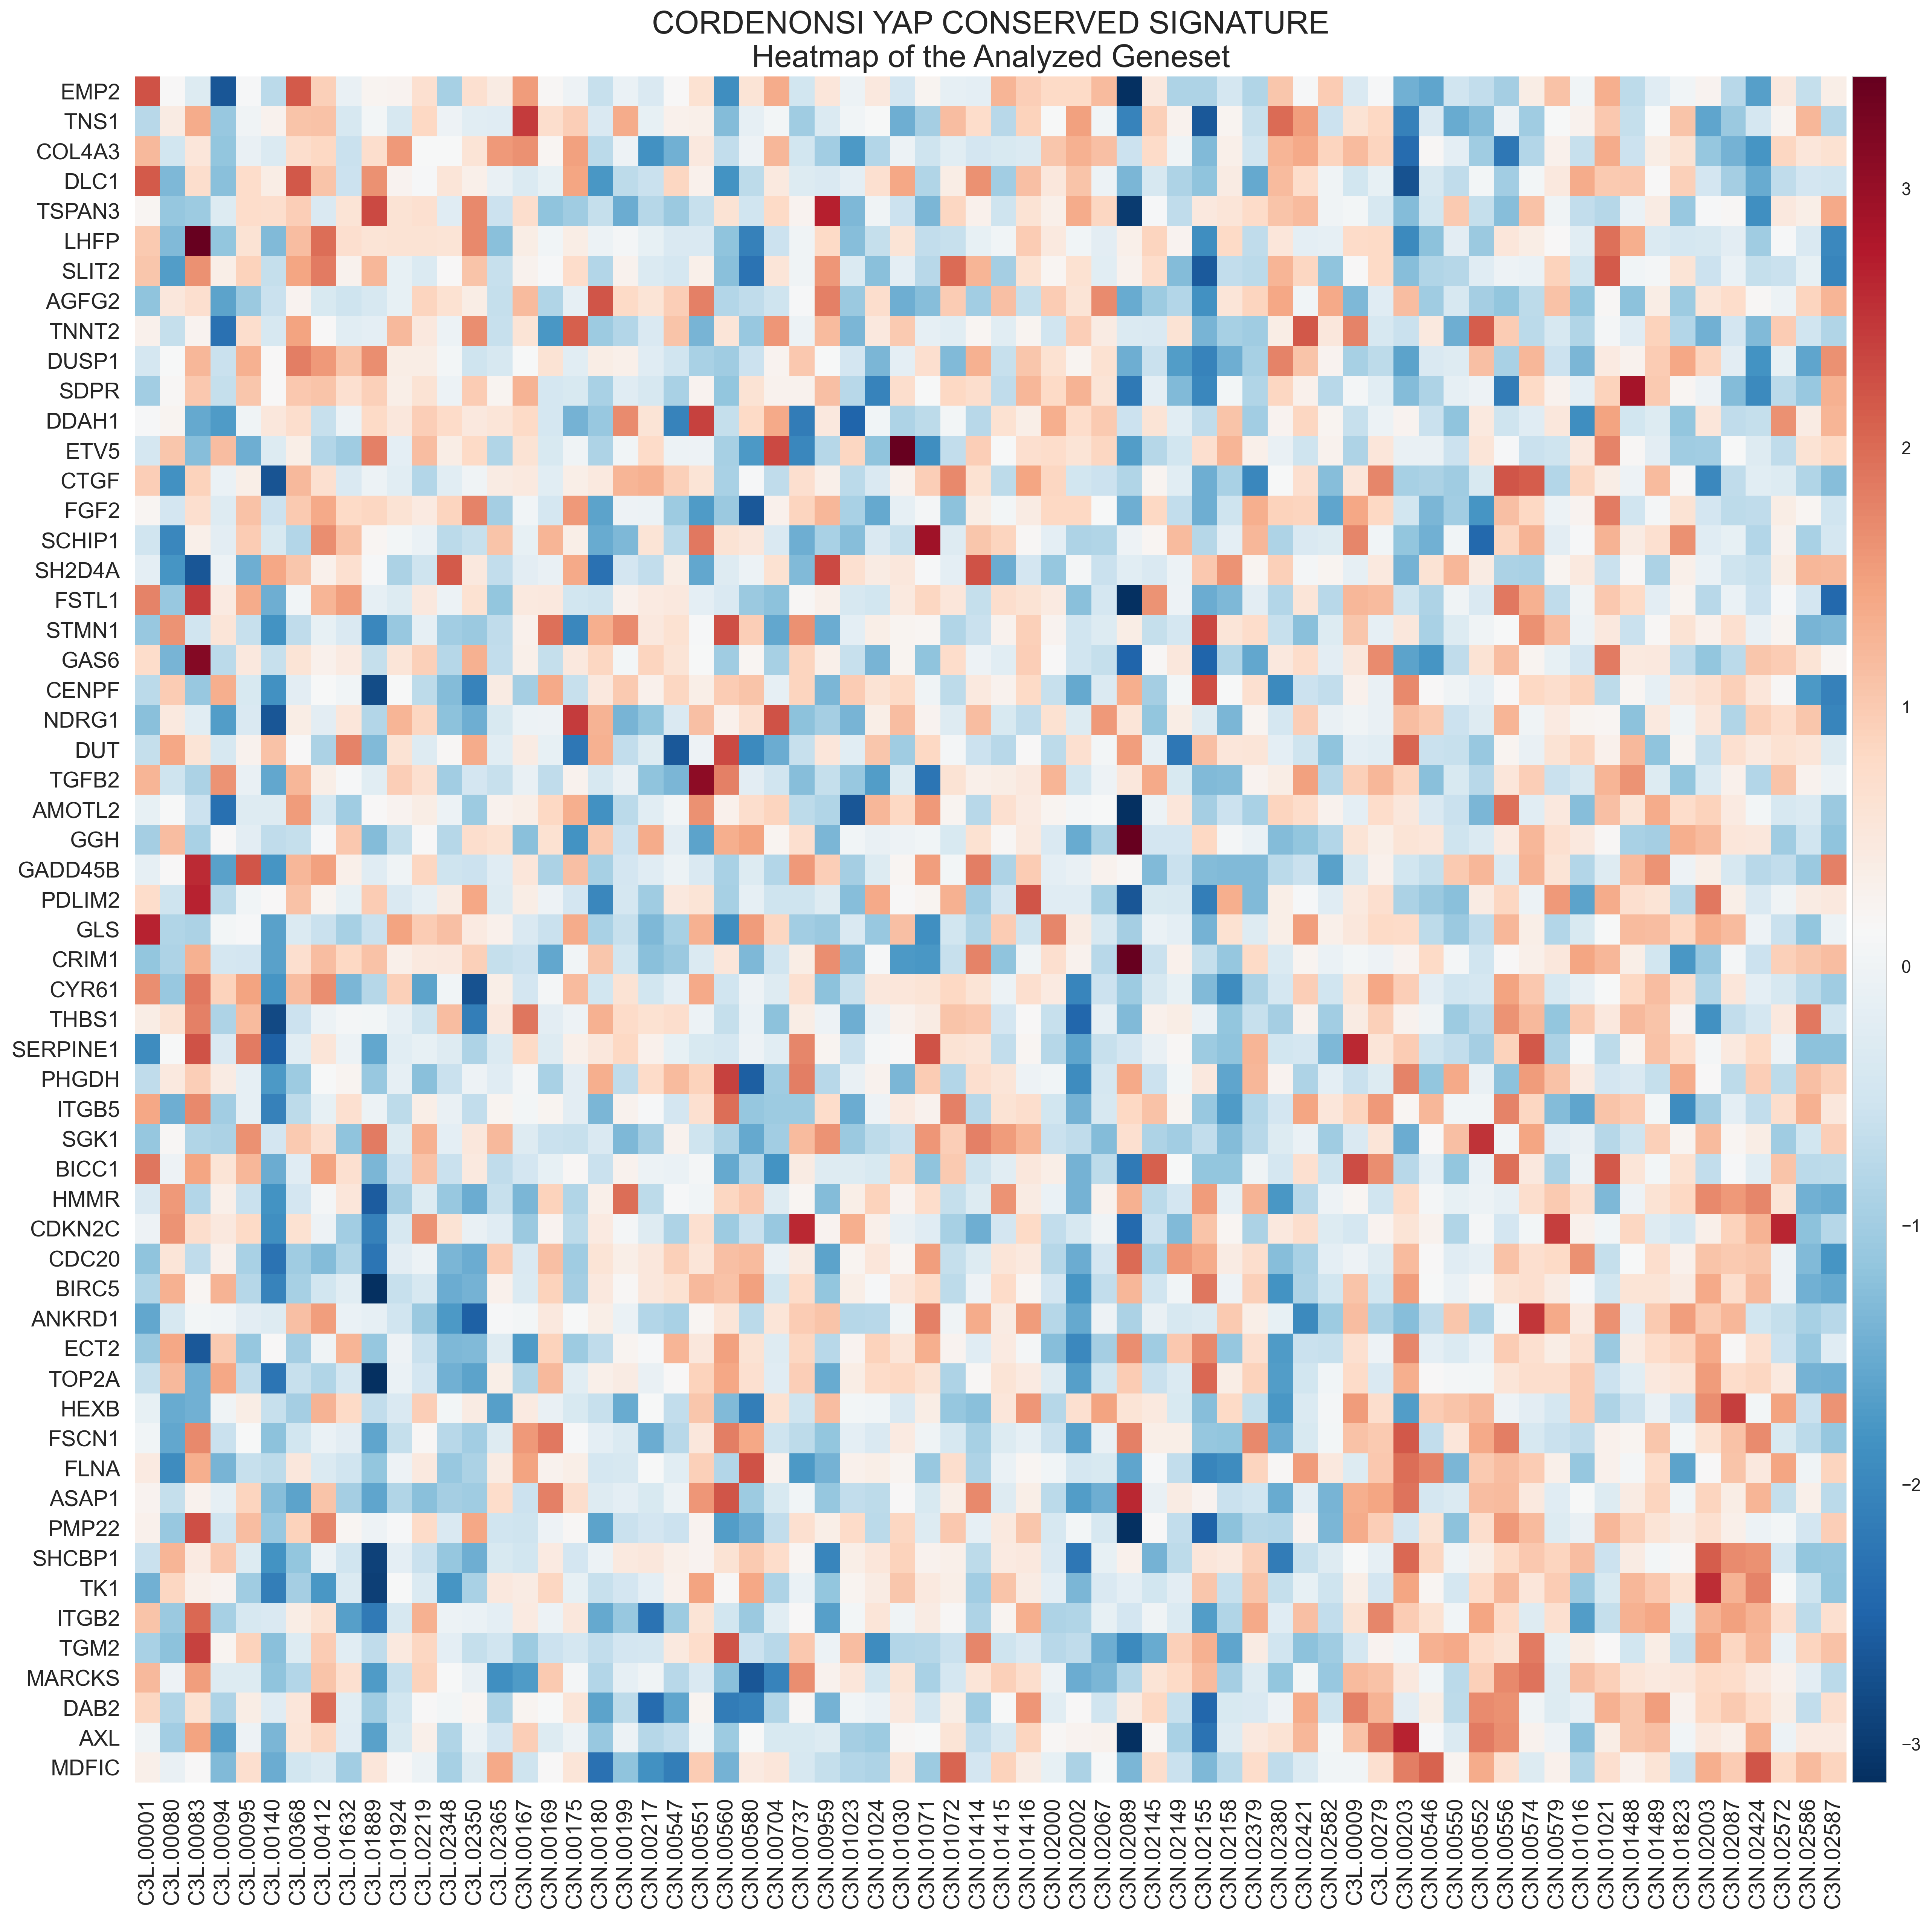 CORDENONSI YAP CONSERVED SIGNATURE
Heatmap of the Analyzed Geneset
EMP2
TNS1
COL4A3
DLC1
TSPAN3
LHFP
SLIT2
AGFG2
TNNT2
DUSP1
SDPR
DDAH1
ETV5
CTGF
FGF2
SCHIP1
SH2D4A
FSTL1
STMN1
GAS6
CENPF
NDRG1
DUT
TGFB2
AMOTL2
GGH
GADD45B
PDLIM2
GLS
CRIM1
CYR61
THBS1
SERPINE1
PHGDH
ITGB5
SGK1
BICC1
HMMR
CDKN2C
CDC20
BIRC5
ANKRD1
ECT2
TOP2A
HEXB
FSCN1
FLNA
ASAP1
PMP22
SHCBP1
TK1
ITGB2
TGM2
MARCKS
DAB2
AXL
MDFIC
3
2
1
0
−1
−2
−3
C3L.00001
C3L.00080
C3L.00083
C3L.00094
C3L.00095
C3L.00140
C3L.00368
C3L.00412
C3L.01632
C3L.01889
C3L.01924
C3L.02219
C3L.02348
C3L.02350
C3L.02365
C3N.00167
C3N.00169
C3N.00175
C3N.00180
C3N.00199
C3N.00217
C3N.00547
C3N.00551
C3N.00560
C3N.00580
C3N.00704
C3N.00737
C3N.00959
C3N.01023
C3N.01024
C3N.01030
C3N.01071
C3N.01072
C3N.01414
C3N.01415
C3N.01416
C3N.02000
C3N.02002
C3N.02067
C3N.02089
C3N.02145
C3N.02149
C3N.02155
C3N.02158
C3N.02379
C3N.02380
C3N.02421
C3N.02582
C3L.00009
C3L.00279
C3N.00203
C3N.00546
C3N.00550
C3N.00552
C3N.00556
C3N.00574
C3N.00579
C3N.01016
C3N.01021
C3N.01488
C3N.01489
C3N.01823
C3N.02003
C3N.02087
C3N.02424
C3N.02572
C3N.02586
C3N.02587